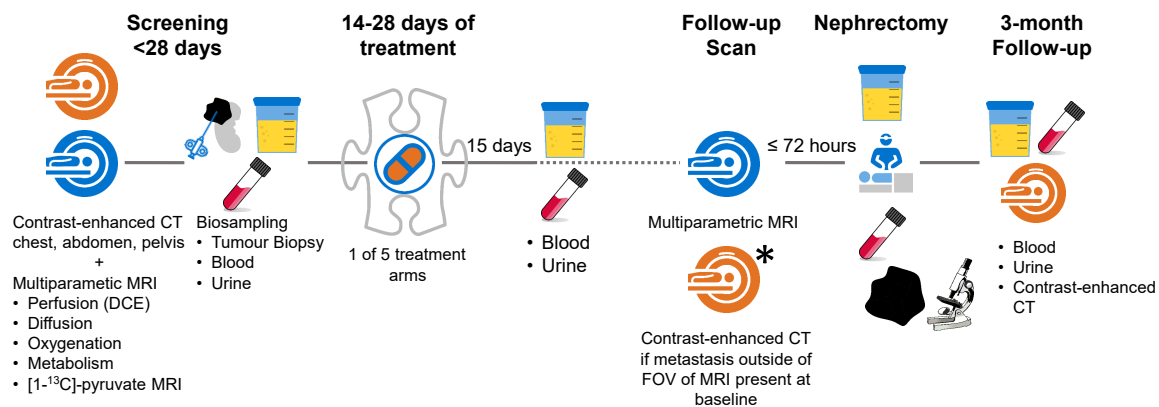 Screening
<28 days
14-28 days of
treatment
Follow-up
Scan
Nephrectomy
3-month
Follow-up
15 days
≤ 72 hours
Contrast-enhanced CT
chest, abdomen, pelvis
+
Multiparametic MRI
• Perfusion (DCE)
• Diffusion
• Oxygenation
• Metabolism
• [1-¹³C]-pyruvate MRI
Biosampling
• Tumour Biopsy
• Blood
• Urine
1 of 5 treatment
arms
• Blood
• Urine
Multiparametric MRI
*
Contrast-enhanced CT
if metastasis outside of
FOV of MRI present at
baseline
• Blood
• Urine
• Contrast-enhanced
CT